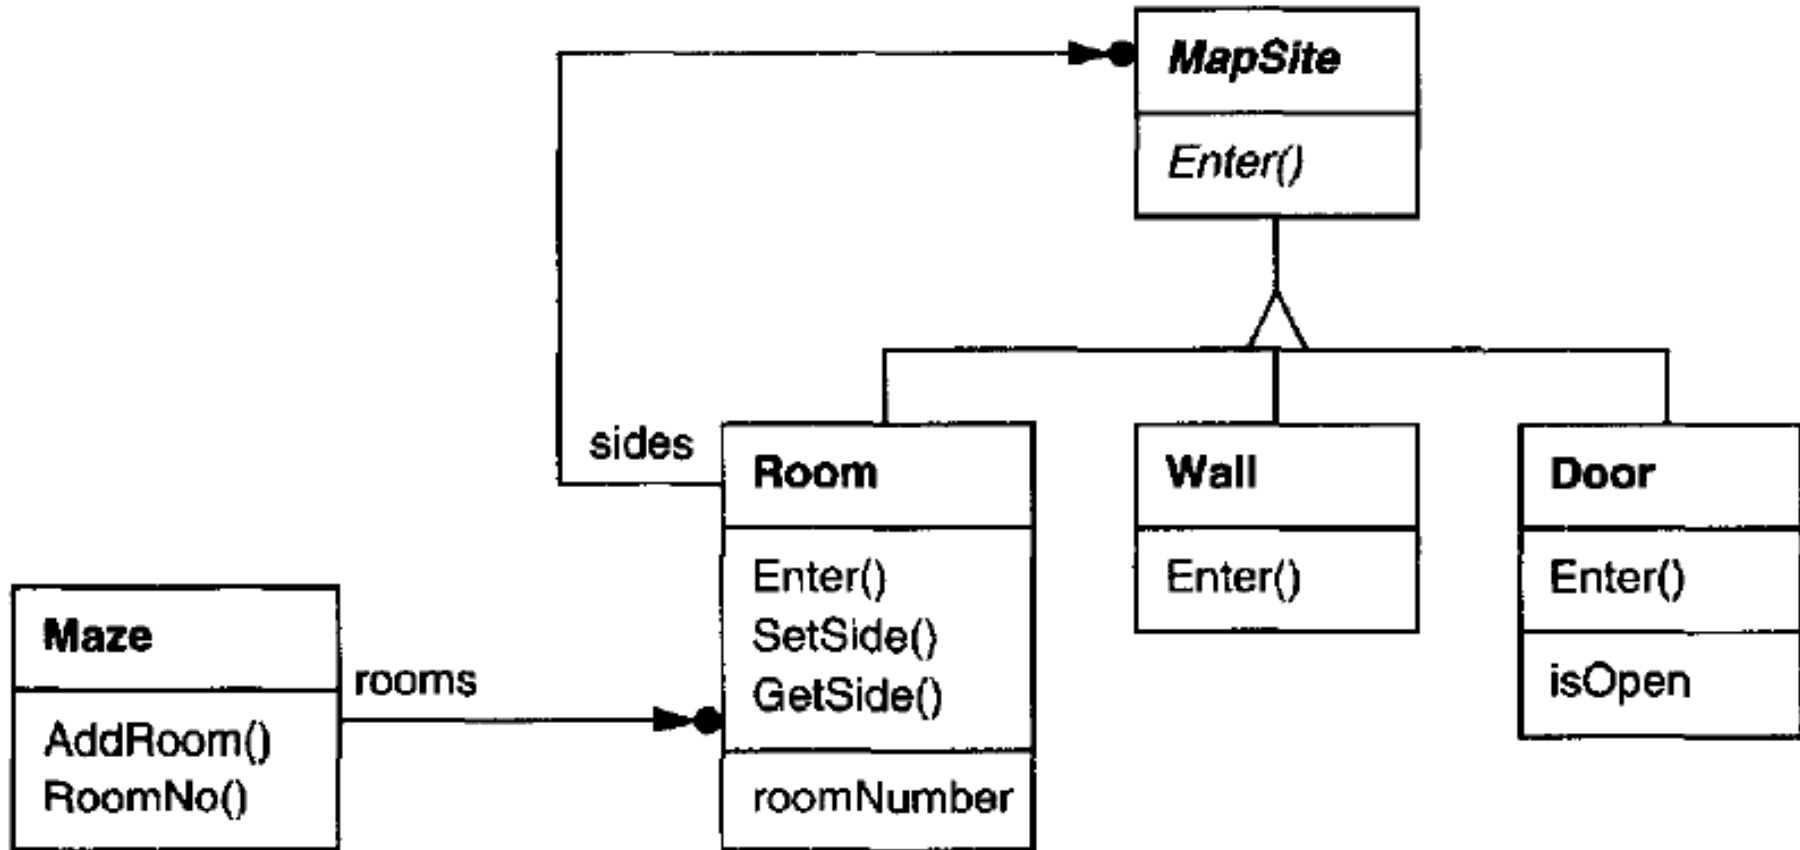 MapSite
Enter()
sides
Room
Enter()
SetSide()
GetSide()
roomNumber
Wall
Enter()
Door
Enter()
isOpen
Maze
AddRoom()
RoomNo()
rooms